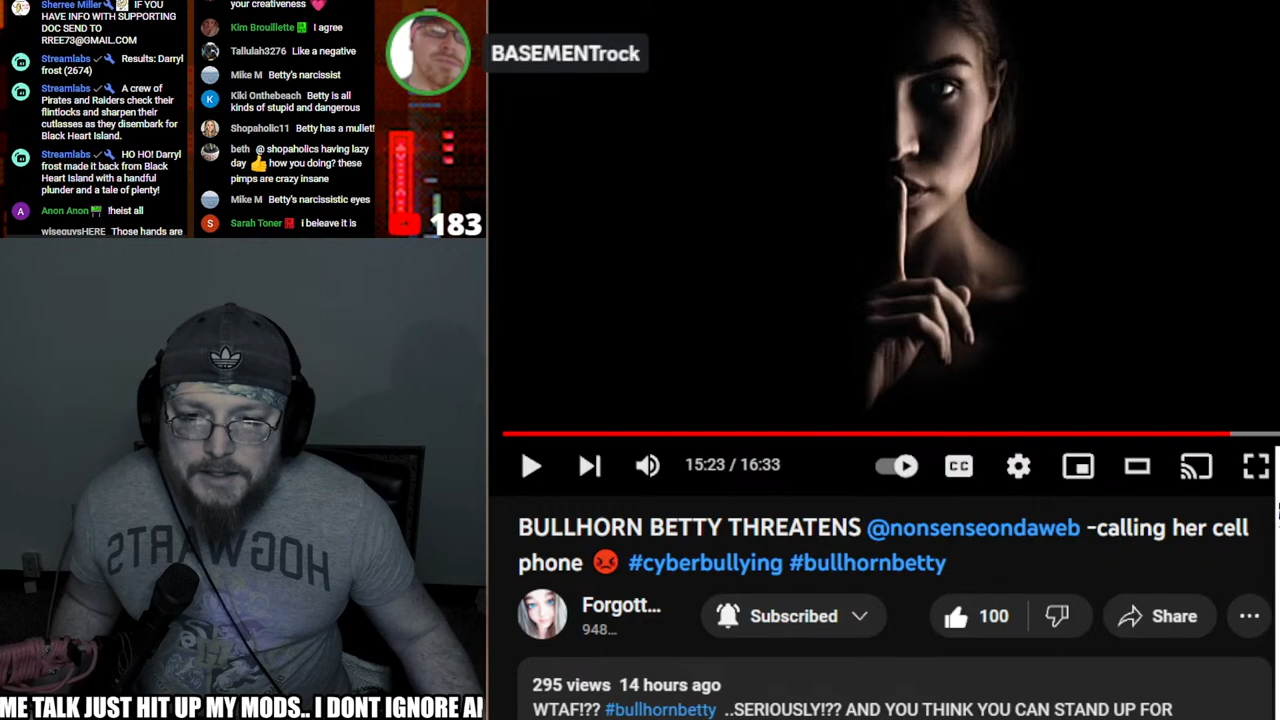 Sherree Miller IF YOU
HAVE INFO WITH SUPPORTING
DOC SEND TO
RREE73@GMAIL.COM
Streamlabs Results: Darryl
frost (2674)
Streamlabs A crew of
Pirates and Raiders check their
flintlocks and sharpen their
cutlasses as they disembark for
Black Heart Island.
Streamlabs HO HO! Darryl
frost made it back from Black
Heart Island with a handful
plunder and a tale of plenty!
A Anon Anon !heist all
wiseguysHERE Those hands are
your creativeness
Kim Brouillette I agree
Tallulah3276 Like a negative
Mike M Betty's narcissist
K Kiki Onthebeach Betty is all
kinds of stupid and dangerous
Shopaholic11 Betty has a mullet!
beth @ shopaholics having lazy
day 👍 how you doing? these
pimps are crazy insane
Mike M Betty's narcissistic eyes
S Sarah Toner i beleave it is
183
BASEMENTrock
HOGWARTS
15:23 / 16:33
CC
BULLHORN BETTY THREATENS @nonsenseondaweb -calling her cell
phone 😡 #cyberbullying #bullhornbetty
Forgott...
948...
Subscribed
100
Share
295 views 14 hours ago
WTAF!?? #bullhornbetty ..SERIOUSLY!?? AND YOU THINK YOU CAN STAND UP FOR
ME TALK JUST HIT UP MY MODS.. I DONT IGNORE